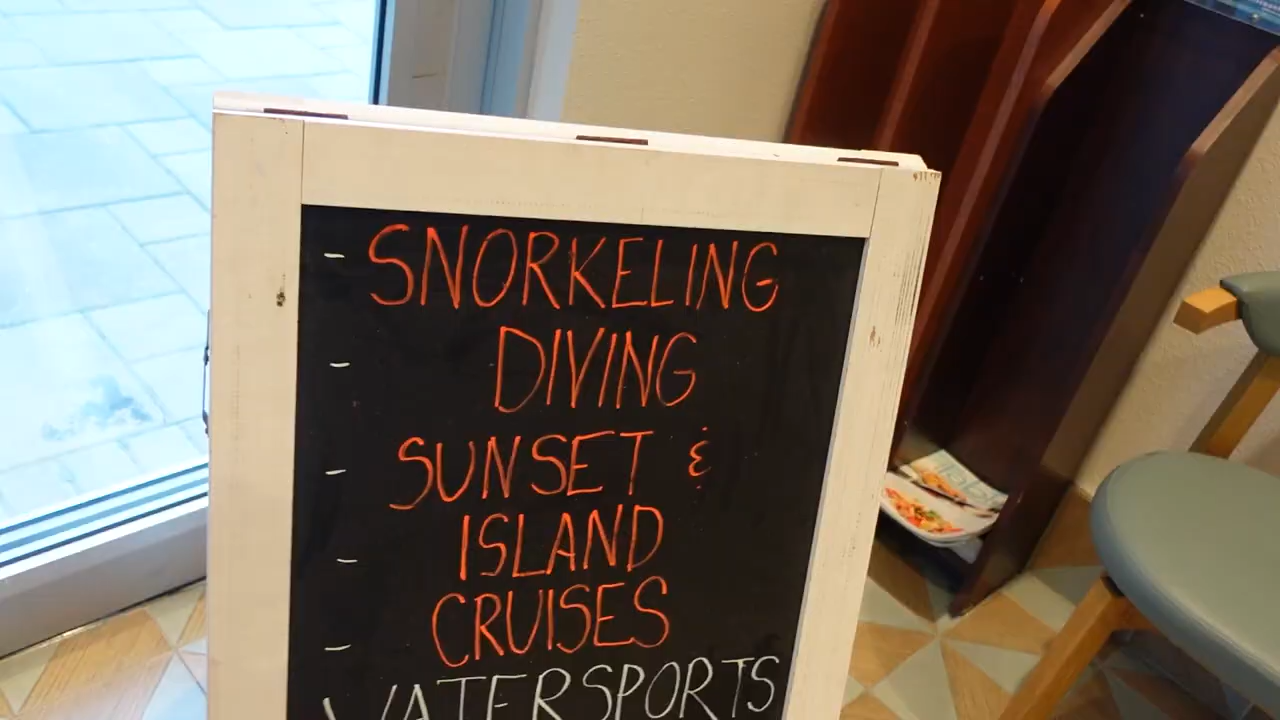 - SNORKELING
- DIVING
- SUNSET &
- ISLAND
- CRUISES
WATERSPORTS